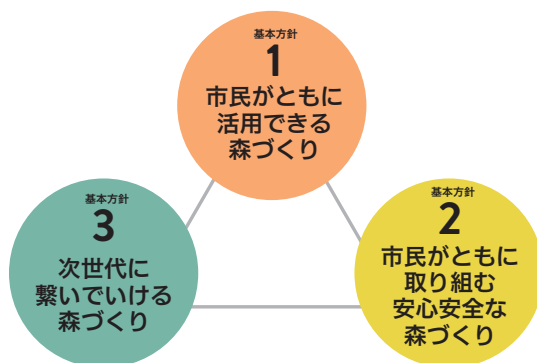 基本方針
1
市民がともに
活用できる
森づくり
基本方針
2
市民がともに
取り組む
安心安全な
森づくり
基本方針
3
次世代に
繋いでいける
森づくり